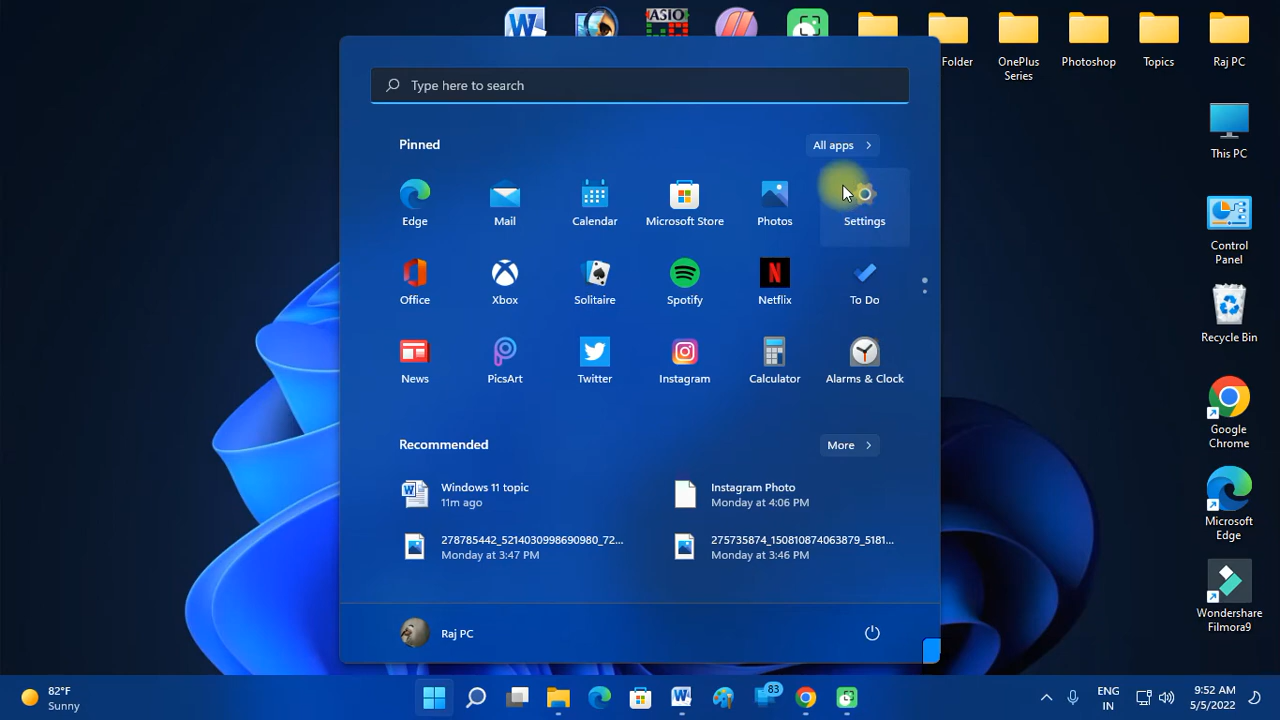 ASIO
Folder
OnePlus
Series
Photoshop
Topics
Raj PC
Type here to search
This PC
Pinned
All apps
Edge
Mail
Calendar
Microsoft Store
Photos
Settings
Control
Panel
Office
Xbox
Solitaire
Spotify
Netflix
To Do
Recycle Bin
News
PicsArt
Twitter
Instagram
Calculator
Alarms & Clock
Google
Chrome
Recommended
More
Windows 11 topic
11m ago
Instagram Photo
Monday at 4:06 PM
Microsoft
Edge
278785442_5214030998690980_72...
Monday at 3:47 PM
275735874_150810874063879_5181...
Monday at 3:46 PM
Wondershare
Filmora9
Raj PC
82°F
Sunny
83
ENG
IN
9:52 AM
5/5/2022